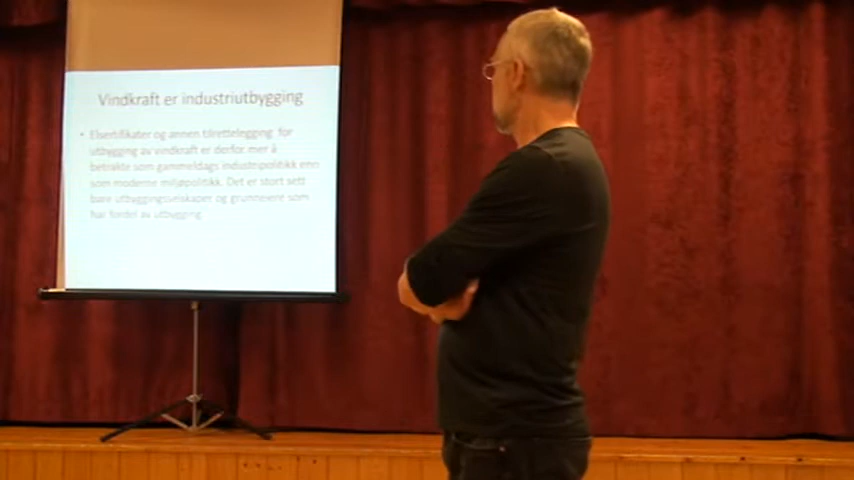 Vindkraft er industriutbygging
• Elsertifikater og annen tilrettelegging for
utbygging av vindkraft er derfor mer å
betrakte som gammeldags industripolitikk enn
som moderne miljøpolitikk. Det er stort sett
bare utbyggingsselskaper og grunneiere som
har fordel av utbygging.